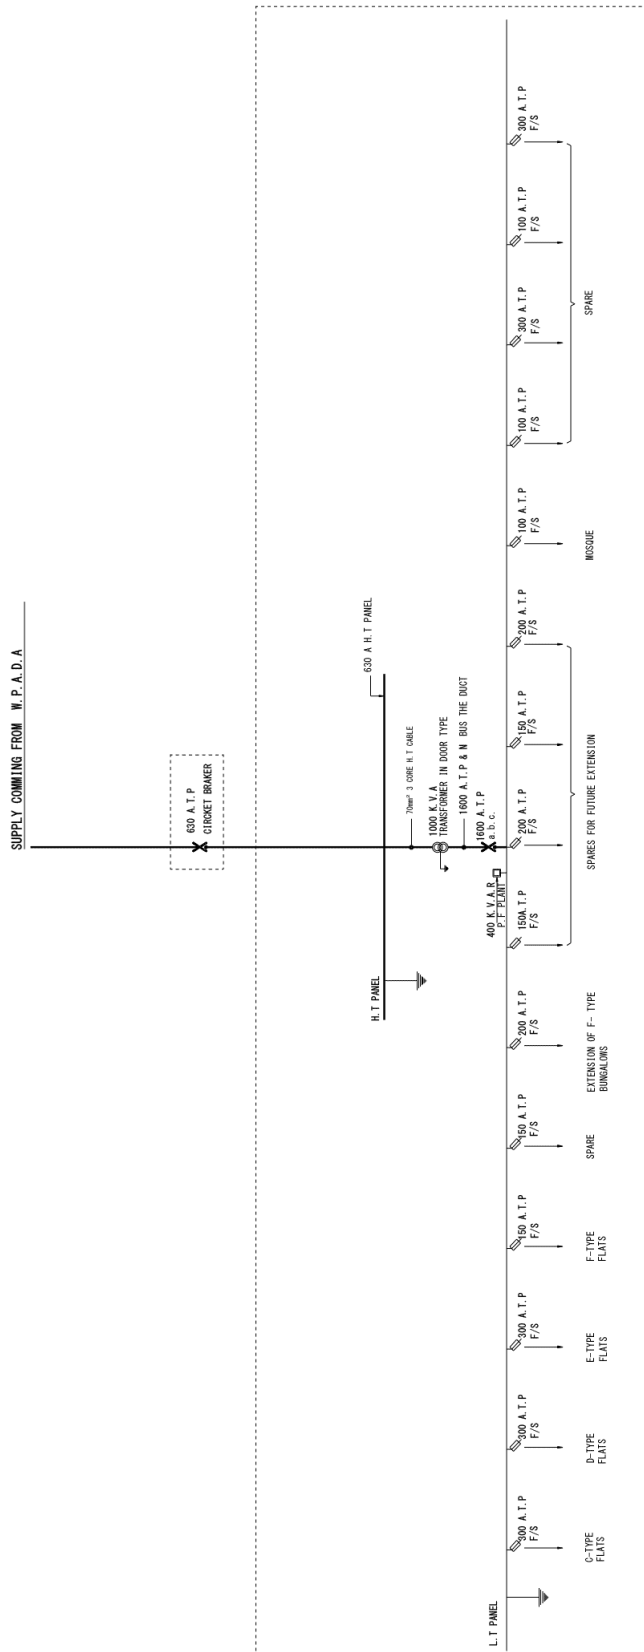 SUPPLY COMMING FROM W.P.A.D.A
630 A.T.P
CIRCKET BRAKER
630 A H.T PANEL
H.T PANEL
70mm² 3 CORE H.T CABLE
1000 K.V.A
TRANSFORMER IN DOOR TYPE
1600 A.T.P & N BUS THE DUCT
1600 A.T.P
a.b.c.
400 K.V.A.R
P.F PLANT
L.T PANEL
300 A.T.P
F/S
C-TYPE
FLATS
300 A.T.P
F/S
D-TYPE
FLATS
300 A.T.P
F/S
E-TYPE
FLATS
150 A.T.P
F/S
F-TYPE
FLATS
150 A.T.P
F/S
SPARE
200 A.T.P
F/S
EXTENSION OF F- TYPE
BUNGALOWS
150A.T.P
F/S
200 A.T.P
F/S
150 A.T.P
F/S
200 A.T.P
F/S
SPARES FOR FUTURE EXTENSION
100 A.T.P
F/S
MOSQUE
100 A.T.P
F/S
300 A.T.P
F/S
100 A.T.P
F/S
300 A.T.P
F/S
SPARE